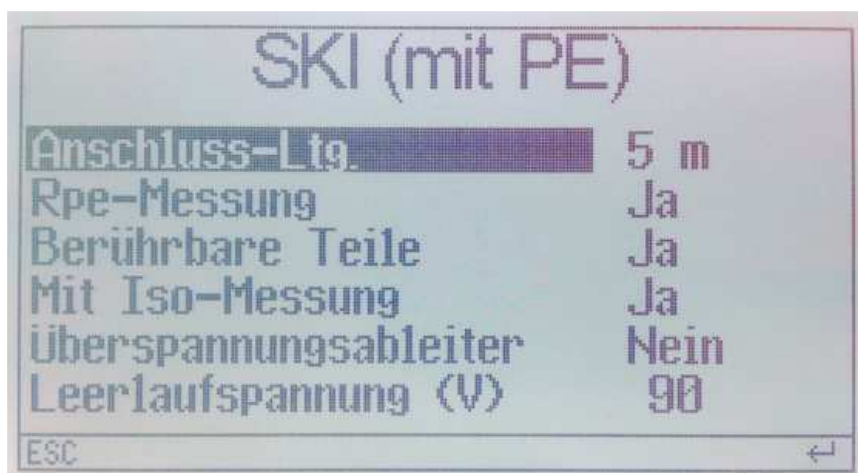 SKI (mit PE)
Anschluss-Ltg. 5 m
Rpe-Messung Ja
Berührbare Teile Ja
Mit Iso-Messung Ja
Überspannungsableiter Nein
Leerlaufspannung (V) 90
ESC ↵